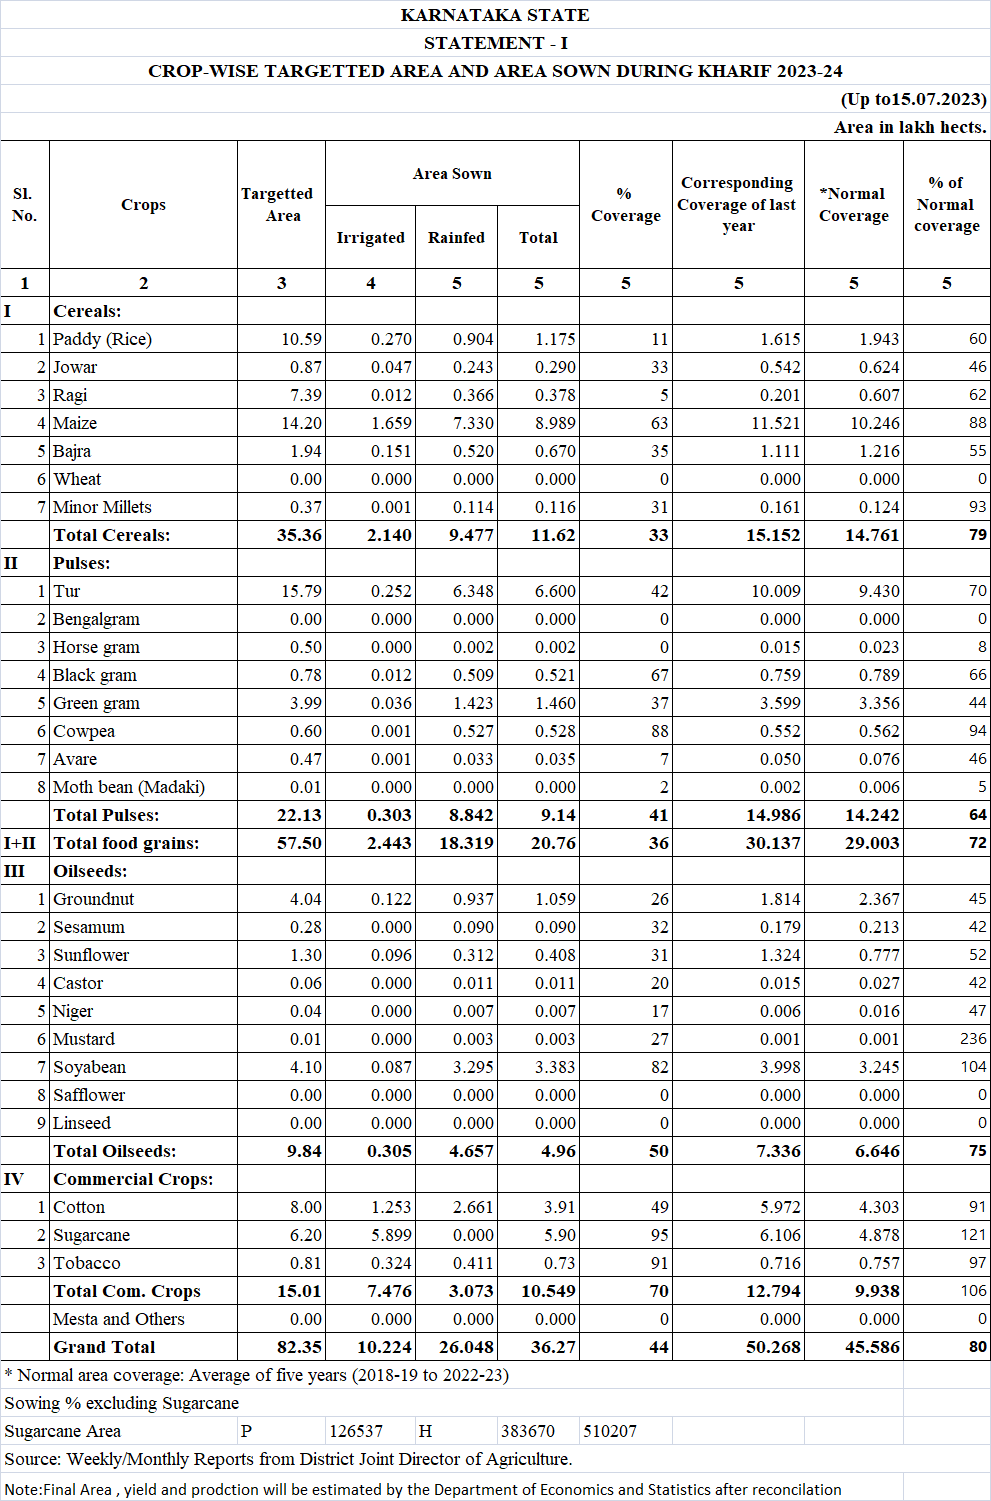 KARNATAKA STATE
STATEMENT - I
CROP-WISE TARGETTED AREA AND AREA SOWN DURING KHARIF 2023-24
(Up to15.07.2023)
Area in lakh hects.
Sl. No. Crops Targetted Area Area Sown % Coverage Corresponding Coverage of last year *Normal Coverage % of Normal coverage
Irrigated Rainfed Total
1 2 3 4 5 5 5 5 5 5
I Cereals:
1 Paddy (Rice) 10.59 0.270 0.904 1.175 11 1.615 1.943 60
2 Jowar 0.87 0.047 0.243 0.290 33 0.542 0.624 46
3 Ragi 7.39 0.012 0.366 0.378 5 0.201 0.607 62
4 Maize 14.20 1.659 7.330 8.989 63 11.521 10.246 88
5 Bajra 1.94 0.151 0.520 0.670 35 1.111 1.216 55
6 Wheat 0.00 0.000 0.000 0.000 0 0.000 0.000 0
7 Minor Millets 0.37 0.001 0.114 0.116 31 0.161 0.124 93
Total Cereals: 35.36 2.140 9.477 11.62 33 15.152 14.761 79
II Pulses:
1 Tur 15.79 0.252 6.348 6.600 42 10.009 9.430 70
2 Bengalgram 0.00 0.000 0.000 0.000 0 0.000 0.000 0
3 Horse gram 0.50 0.000 0.002 0.002 0 0.015 0.023 8
4 Black gram 0.78 0.012 0.509 0.521 67 0.759 0.789 66
5 Green gram 3.99 0.036 1.423 1.460 37 3.599 3.356 44
6 Cowpea 0.60 0.001 0.527 0.528 88 0.552 0.562 94
7 Avare 0.47 0.001 0.033 0.035 7 0.050 0.076 46
8 Moth bean (Madaki) 0.01 0.000 0.000 0.000 2 0.002 0.006 5
Total Pulses: 22.13 0.303 8.842 9.14 41 14.986 14.242 64
I+II Total food grains: 57.50 2.443 18.319 20.76 36 30.137 29.003 72
III Oilseeds:
1 Groundnut 4.04 0.122 0.937 1.059 26 1.814 2.367 45
2 Sesamum 0.28 0.000 0.090 0.090 32 0.179 0.213 42
3 Sunflower 1.30 0.096 0.312 0.408 31 1.324 0.777 52
4 Castor 0.06 0.000 0.011 0.011 20 0.015 0.027 42
5 Niger 0.04 0.000 0.007 0.007 17 0.006 0.016 47
6 Mustard 0.01 0.000 0.003 0.003 27 0.001 0.001 236
7 Soyabean 4.10 0.087 3.295 3.383 82 3.998 3.245 104
8 Safflower 0.00 0.000 0.000 0.000 0 0.000 0.000 0
9 Linseed 0.00 0.000 0.000 0.000 0 0.000 0.000 0
Total Oilseeds: 9.84 0.305 4.657 4.96 50 7.336 6.646 75
IV Commercial Crops:
1 Cotton 8.00 1.253 2.661 3.91 49 5.972 4.303 91
2 Sugarcane 6.20 5.899 0.000 5.90 95 6.106 4.878 121
3 Tobacco 0.81 0.324 0.411 0.73 91 0.716 0.757 97
Total Com. Crops 15.01 7.476 3.073 10.549 70 12.794 9.938 106
Mesta and Others 0.00 0.000 0.000 0.000 0 0.000 0.000 0
Grand Total 82.35 10.224 26.048 36.27 44 50.268 45.586 80
* Normal area coverage: Average of five years (2018-19 to 2022-23)
Sowing % excluding Sugarcane
Sugarcane Area P 126537 H 383670 510207
Source: Weekly/Monthly Reports from District Joint Director of Agriculture.
Note:Final Area , yield and prodction will be estimated by the Department of Economics and Statistics after reconcilation